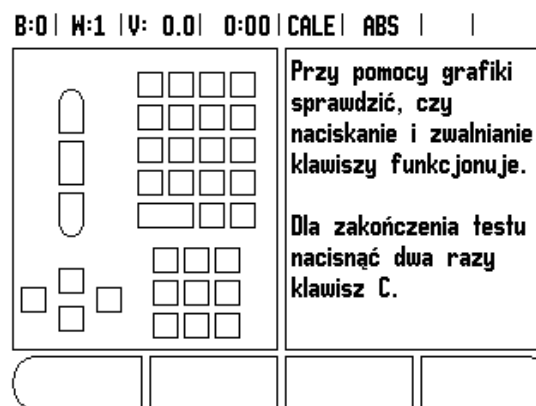 B:0| W:1 |V: 0.0| 0:00|CALE| ABS | |
Przy pomocy grafiki
sprawdzić, czy
naciskanie i zwalnianie
klawiszy funkcjonuje.
Dla zakończenia testu
nacisnąć dwa razy
klawisz C.